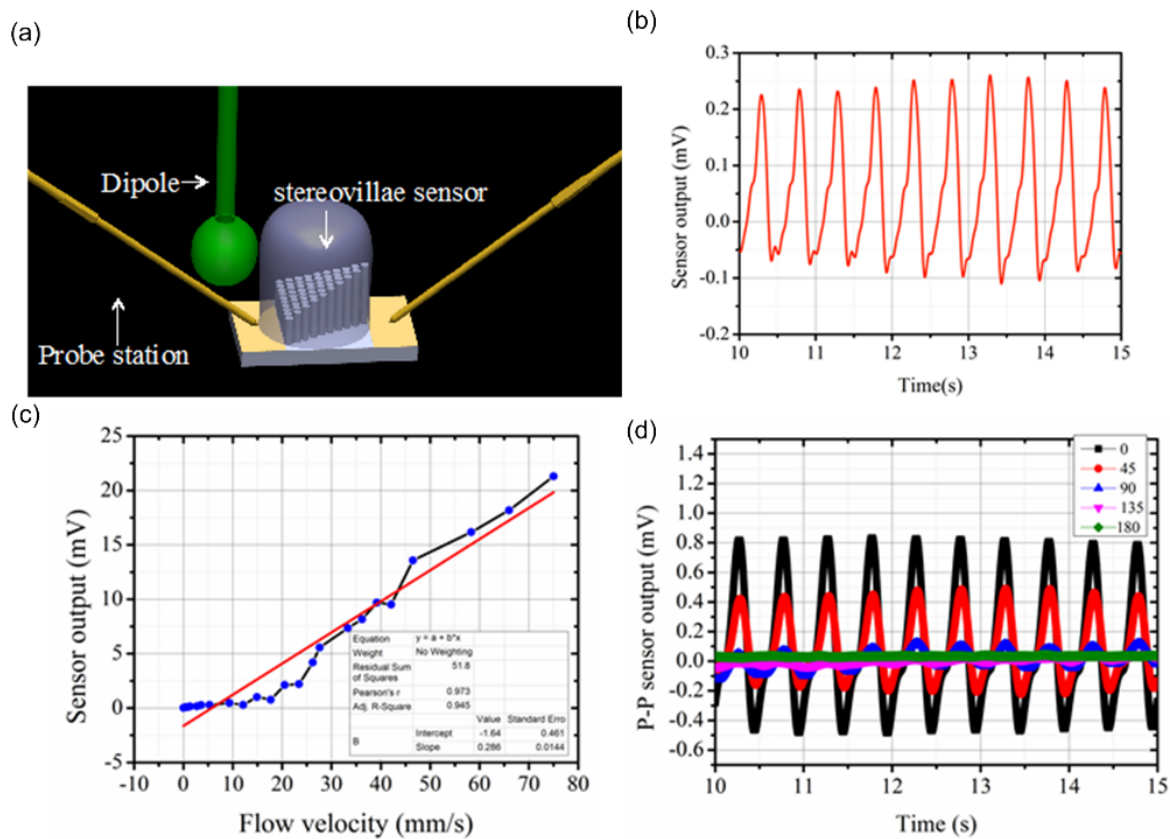 (a)
Dipole→
stereovillae sensor
Probe station
(b)
0.3
0.2
0.1
0.0
-0.1
-0.2
Sensor output (mV)
10 11 12 13 14 15
Time(s)
(c)
25
20
15
10
5
0
-5
Sensor output (mV)
Equation y = a + b*x
Weight No Weighting
Residual Sum of Squares 51.8
Pearson's r 0.973
Adj. R-Square 0.945
Value Standard Erro
B Intercept -1.64 0.461
Slope 0.286 0.0144
-10 0 10 20 30 40 50 60 70 80
Flow velocity (mm/s)
(d)
1.4
1.2
1.0
0.8
0.6
0.4
0.2
0.0
-0.2
-0.4
-0.6
P-P sensor output (mV)
0
45
90
135
180
10 11 12 13 14 15
Time (s)